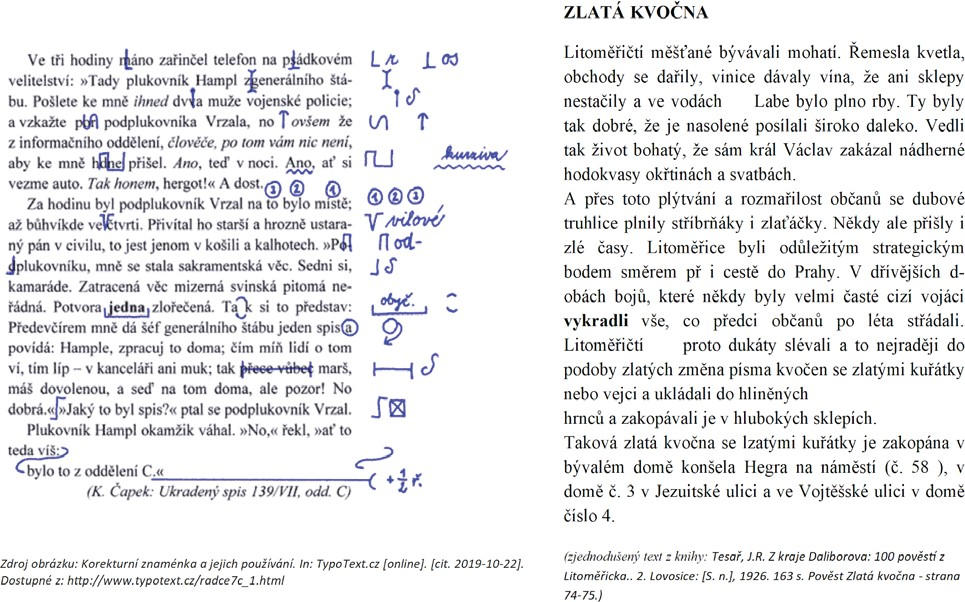 Ve tři hodiny máno zařinčel telefon na psádkovém r os
velitelství: »Tady plukovník Hampl zgenerálního štá-
bu. Pošlete ke mně ihned dvva muže vojenské policie;
a vzkažte podplukovníka Vrzala, no ovšem že
z informačního oddělení, člověče, po tom vám nic není,
aby ke mně hdne přišel. Ano, teď v noci. Ano, ať si kurziva
vezme auto. Tak honem, hergot!« A dost.
③ ② ① ① ② ③
Za hodinu byl podplukovník Vrzal na to bylo místě;
až bůhvíkde ve čtvrti. Přivítal ho starší a hrozně ustara- vilové
ný pán v civilu, to jest jenom v košili a kalhotech. »Po od-
dplukovníku, mně se stala sakramentská věc. Sedni si,
kamaráde. Zatracená věc mizerná svinská pitomá ne-
řádná. Potvora jedna zlořečená. Ta k si to představ: obyč.
Předevčírem mně dá šéf generálního štábu jeden spis a
povídá: Hample, zpracuj to doma; čím míň lidí o tom
ví, tím líp – v kanceláři ani muk; tak přece vůbec marš,
máš dovolenou, a seď na tom doma, ale pozor! No
dobrá.« »Jaký to byl spis?« ptal se podplukovník Vrzal.
Plukovník Hampl okamžik váhal. »No,« řekl, »ať to
teda víš:
bylo to z oddělení C.« + 1/2 ř.
(K. Čapek: Ukradený spis 139/VII, odd. C)
Zdroj obrázku: Korekturní znaménka a jejich používání. In: TypoText.cz [online]. [cit. 2019-10-22].
Dostupné z: http://www.typotext.cz/radce7c_1.html
ZLATÁ KVOČNA
Litoměřičtí měšťané bývávali mohatí. Řemesla kvetla,
obchody se dařily, vinice dávaly vína, že ani sklepy
nestačily a ve vodách Labe bylo plno rby. Ty byly
tak dobré, že je nasolené posílali široko daleko. Vedli
tak život bohatý, že sám král Václav zakázal nádherné
hodokvasy okřtinách a svatbách.
A přes toto plýtvání a rozmařilost občanů se dubové
truhlice plnily stříbrňáky i zlaťáčky. Někdy ale přišly i
zlé časy. Litoměřice byli odůležitým strategickým
bodem směrem př i cestě do Prahy. V dřívějších d-
obách bojů, které někdy byly velmi časté cizí vojáci
vykradli vše, co předci občanů po léta střádali.
Litoměřičtí proto dukáty slévali a to nejraději do
podoby zlatých změna písma kvočen se zlatými kuřátky
nebo vejci a ukládali do hliněných
hrnců a zakopávali je v hlubokých sklepích.
Taková zlatá kvočna se lzatými kuřátky je zakopána v
bývalém domě konšela Hegra na náměstí (č. 58 ), v
domě č. 3 v Jezuitské ulici a ve Vojtěšské ulici v domě
číslo 4.
(zjednodušený text z knihy: Tesař, J.R. Z kraje Daliborova: 100 pověstí z
Litoměřicka.. 2. Lovosice: [S. n.], 1926. 163 s. Pověst Zlatá kvočna - strana
74-75.)